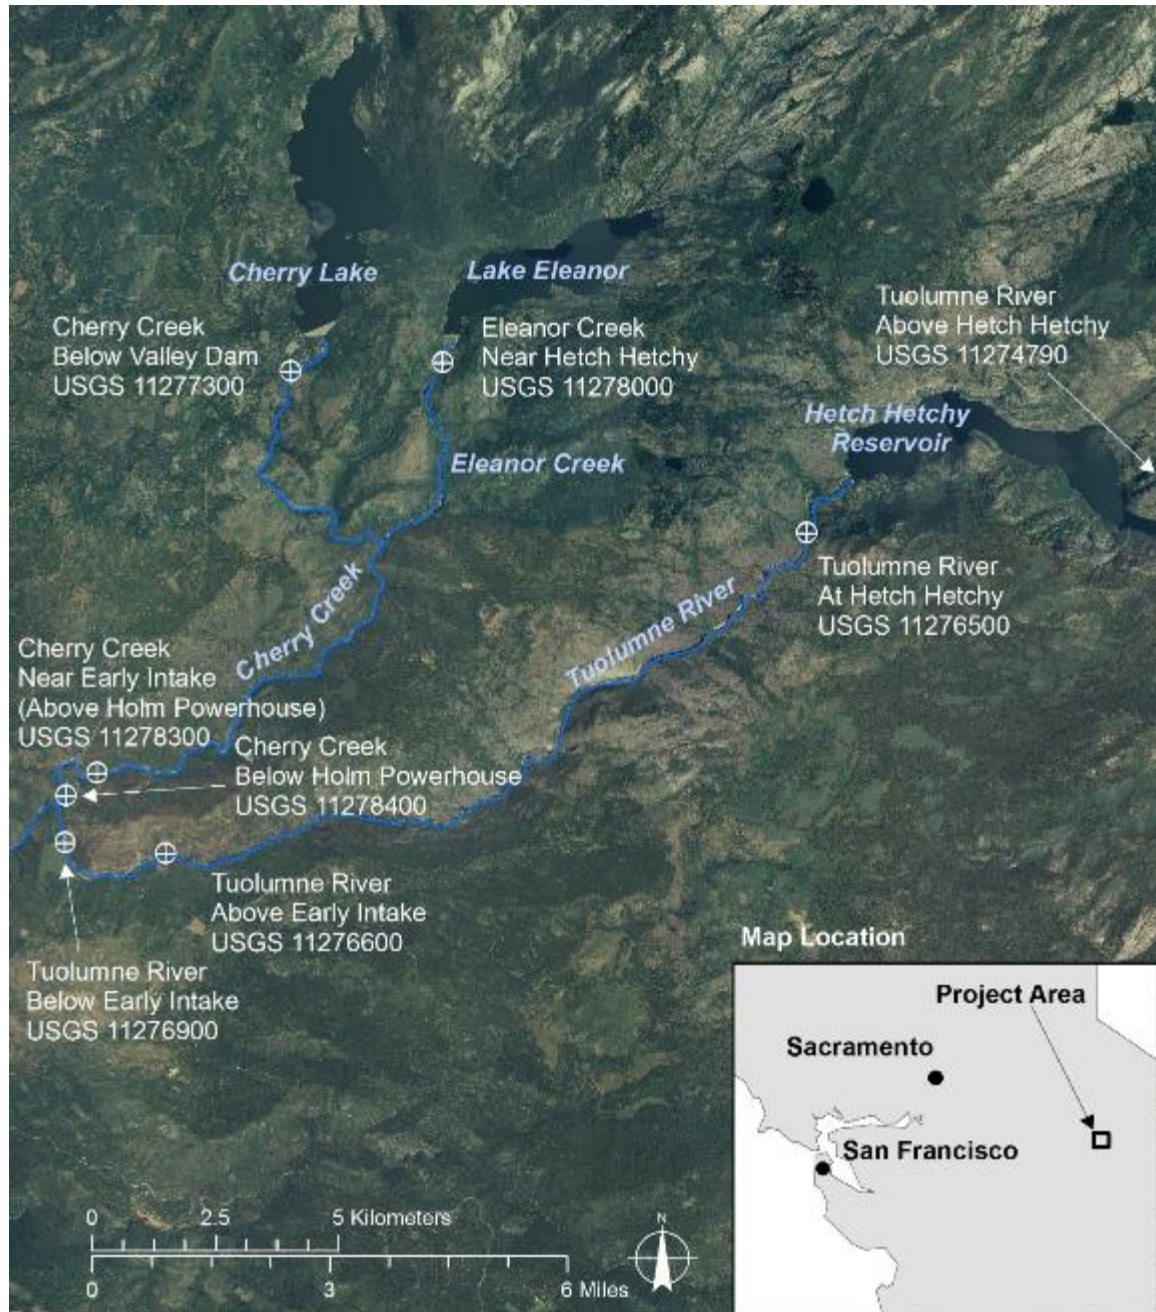 Cherry Lake
Lake Eleanor
Tuolumne River
Above Hetch Hetchy
USGS 11274790
Cherry Creek
Below Valley Dam
USGS 11277300
Eleanor Creek
Near Hetch Hetchy
USGS 11278000
Hetch Hetchy
Reservoir
Eleanor Creek
Tuolumne River
At Hetch Hetchy
USGS 11276500
Cherry Creek
Tuolumne River
Cherry Creek
Near Early Intake
(Above Holm Powerhouse)
USGS 11278300
Cherry Creek
Below Holm Powerhouse
USGS 11278400
Tuolumne River
Above Early Intake
USGS 11276600
Tuolumne River
Below Early Intake
USGS 11276900
Map Location
Project Area
Sacramento
San Francisco
0 2.5 5 Kilometers
0 3 6 Miles
N